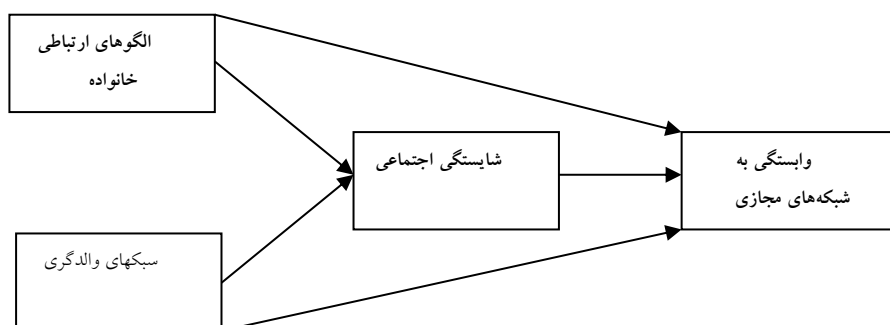 الگوهای ارتباطی
خانواده
شایستگی اجتماعی
وابستگی به
شبکه‌های مجازی
سبکهای والدگری